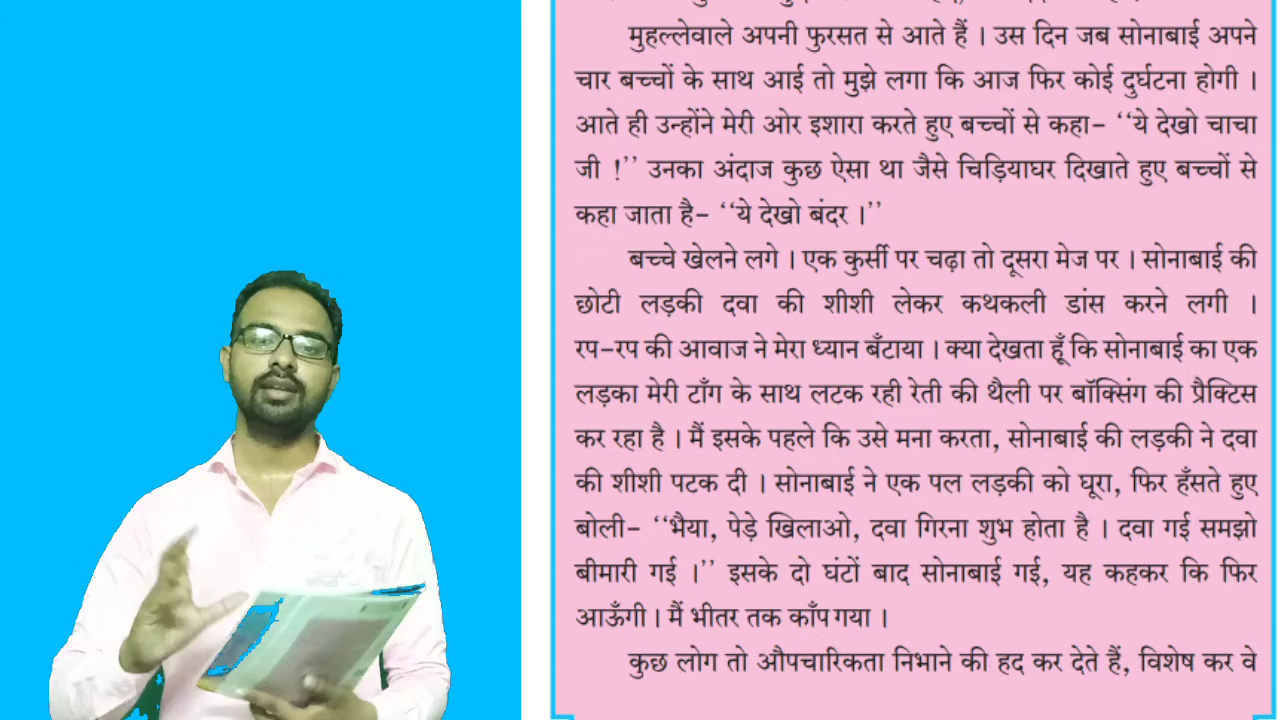 मुहल्लेवाले अपनी फुरसत से आते हैं । उस दिन जब सोनाबाई अपने
चार बच्चों के साथ आई तो मुझे लगा कि आज फिर कोई दुर्घटना होगी ।
आते ही उन्होंने मेरी ओर इशारा करते हुए बच्चों से कहा– ‘‘ये देखो चाचा
जी !’’ उनका अंदाज कुछ ऐसा था जैसे चिड़ियाघर दिखाते हुए बच्चों से
कहा जाता है– ‘‘ये देखो बंदर ।’’
बच्चे खेलने लगे । एक कुर्सी पर चढ़ा तो दूसरा मेज पर । सोनाबाई की
छोटी लड़की दवा की शीशी लेकर कथकली डांस करने लगी ।
रप–रप की आवाज ने मेरा ध्यान बँटाया । क्या देखता हूँ कि सोनाबाई का एक
लड़का मेरी टाँग के साथ लटक रही रेती की थैली पर बॉक्सिंग की प्रैक्टिस
कर रहा है । मैं इसके पहले कि उसे मना करता, सोनाबाई की लड़की ने दवा
की शीशी पटक दी । सोनाबाई ने एक पल लड़की को घूरा, फिर हँसते हुए
बोली– ‘‘भैया, पेड़े खिलाओ, दवा गिरना शुभ होता है । दवा गई समझो
बीमारी गई ।’’ इसके दो घंटों बाद सोनाबाई गई, यह कहकर कि फिर
आऊँगी । मैं भीतर तक काँप गया ।
कुछ लोग तो औपचारिकता निभाने की हद कर देते हैं, विशेष कर वे